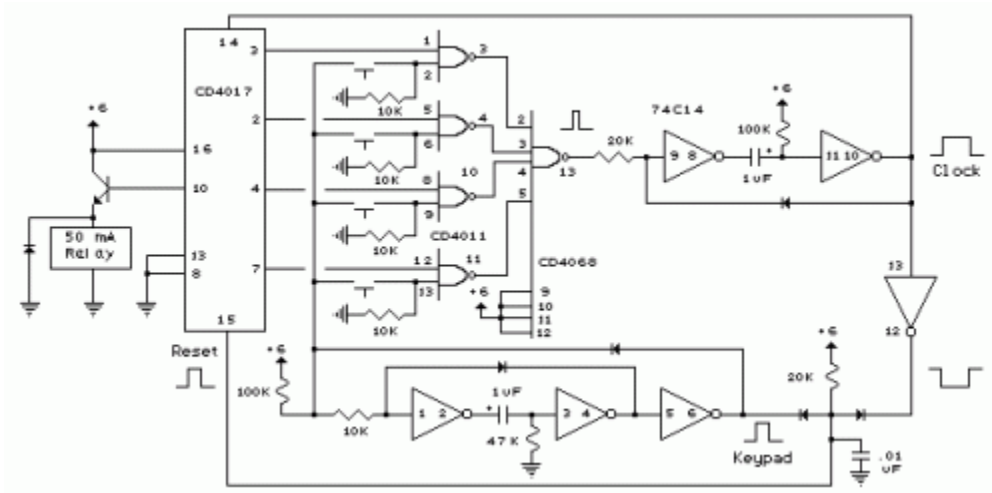 14
3
CD4017
+6
16
2
10
4
50 mA
Relay
13
8
7
15
Reset
1
3
2
10K
5
4
6
10K
8
10
9
CD4011
10K
12
11
13
10K
2
3
4
5
13
CD4068
+6
9
10
11
12
20K
74C14
9 8
+
1uF
100K
+6
11 10
Clock
13
12
+6
100K
10K
1 2
1uF
+
47 K
3 4
5 6
Keypad
+6
20K
.01
uF